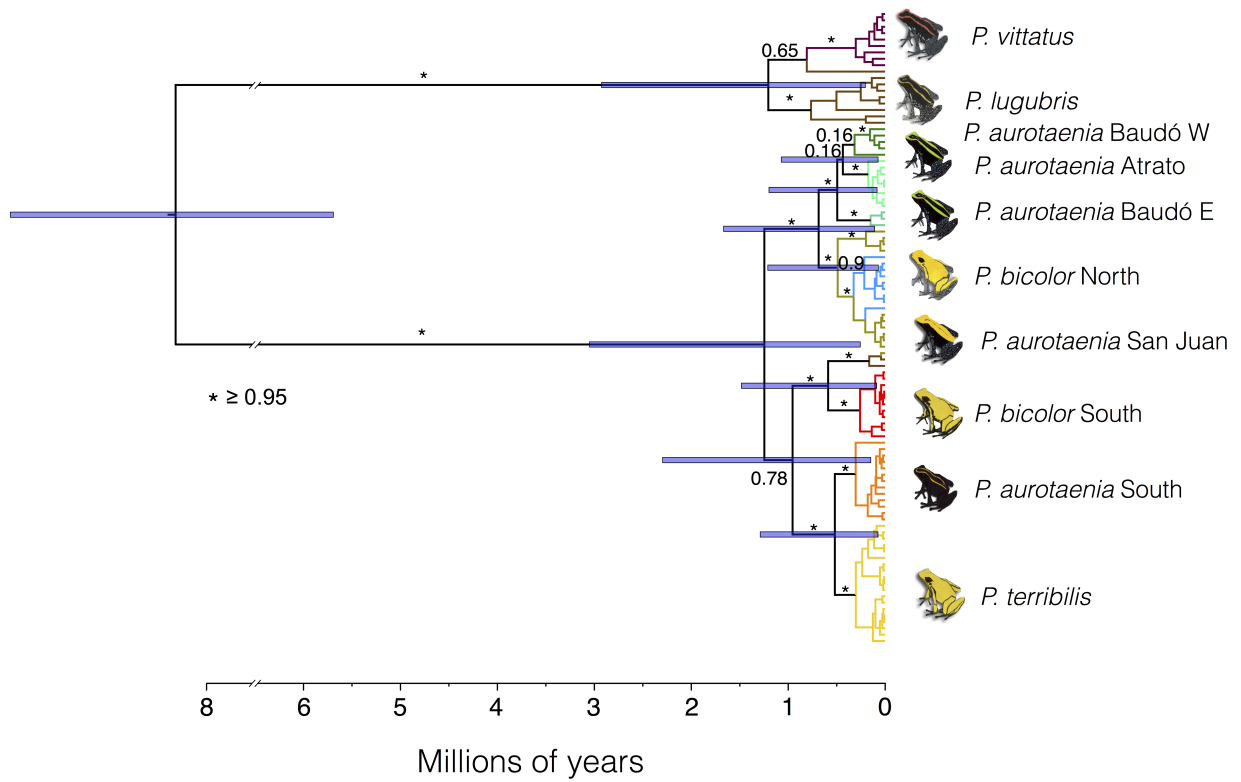 *
0.65
P. vittatus
*
*
P. lugubris
0.16 *
P. aurotaenia Baudó W
0.16
*
P. aurotaenia Atrato
*
*
P. aurotaenia Baudó E
*
*
*
0.9
P. bicolor North
*
*
P. aurotaenia San Juan
*
*
* ≥ 0.95
*
P. bicolor South
*
0.78
P. aurotaenia South
*
*
P. terribilis
8 6 5 4 3 2 1 0
Millions of years